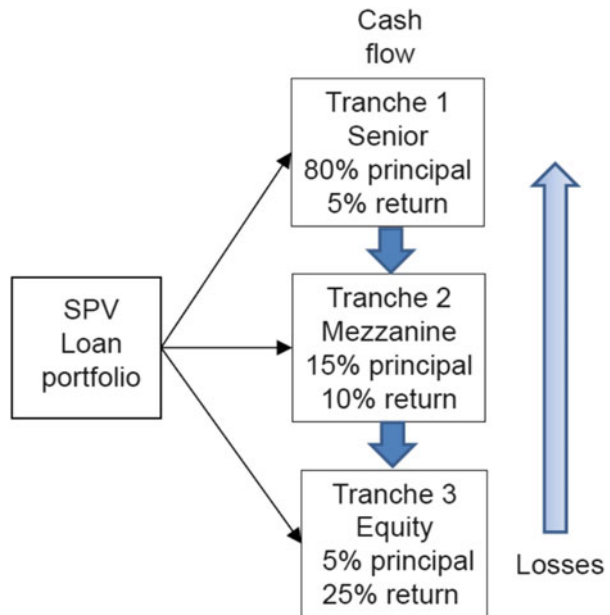 Cash
flow
Tranche 1
Senior
80% principal
5% return
SPV
Loan
portfolio
Tranche 2
Mezzanine
15% principal
10% return
Tranche 3
Equity
5% principal
25% return
Losses